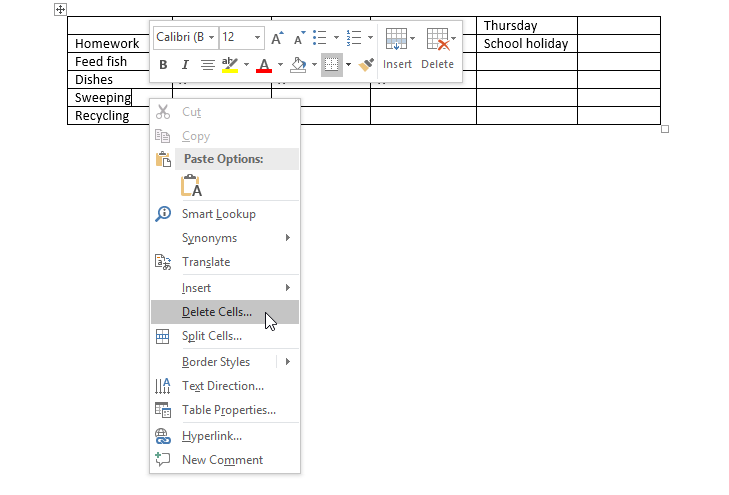 Thursday
Calibri (B 12 A A
Homework
School holiday
Feed fish
B I ab A
Insert Delete
Dishes
Sweeping
Recycling
Cut
Copy
Paste Options:
A
Smart Lookup
Synonyms
Translate
Insert
Delete Cells...
Split Cells...
Border Styles
Text Direction...
Table Properties...
Hyperlink...
New Comment